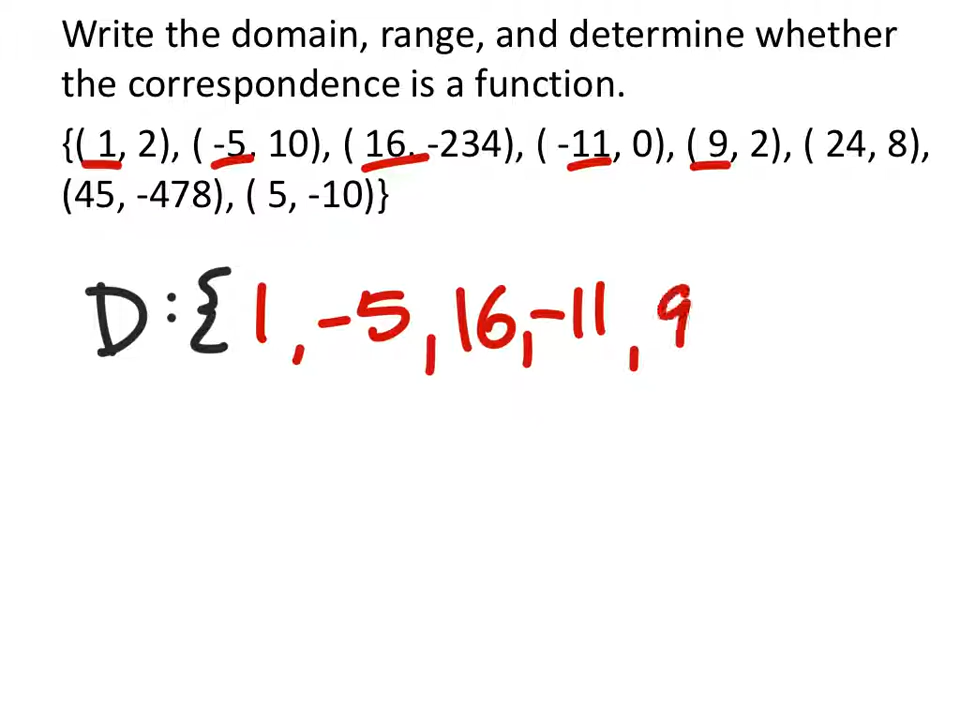 Write the domain, range, and determine whether
the correspondence is a function.
{( 1, 2), ( -5, 10), ( 16, -234), ( -11, 0), ( 9, 2), ( 24, 8),
(45, -478), ( 5, -10)}
D:{1, -5, 16, -11, 9